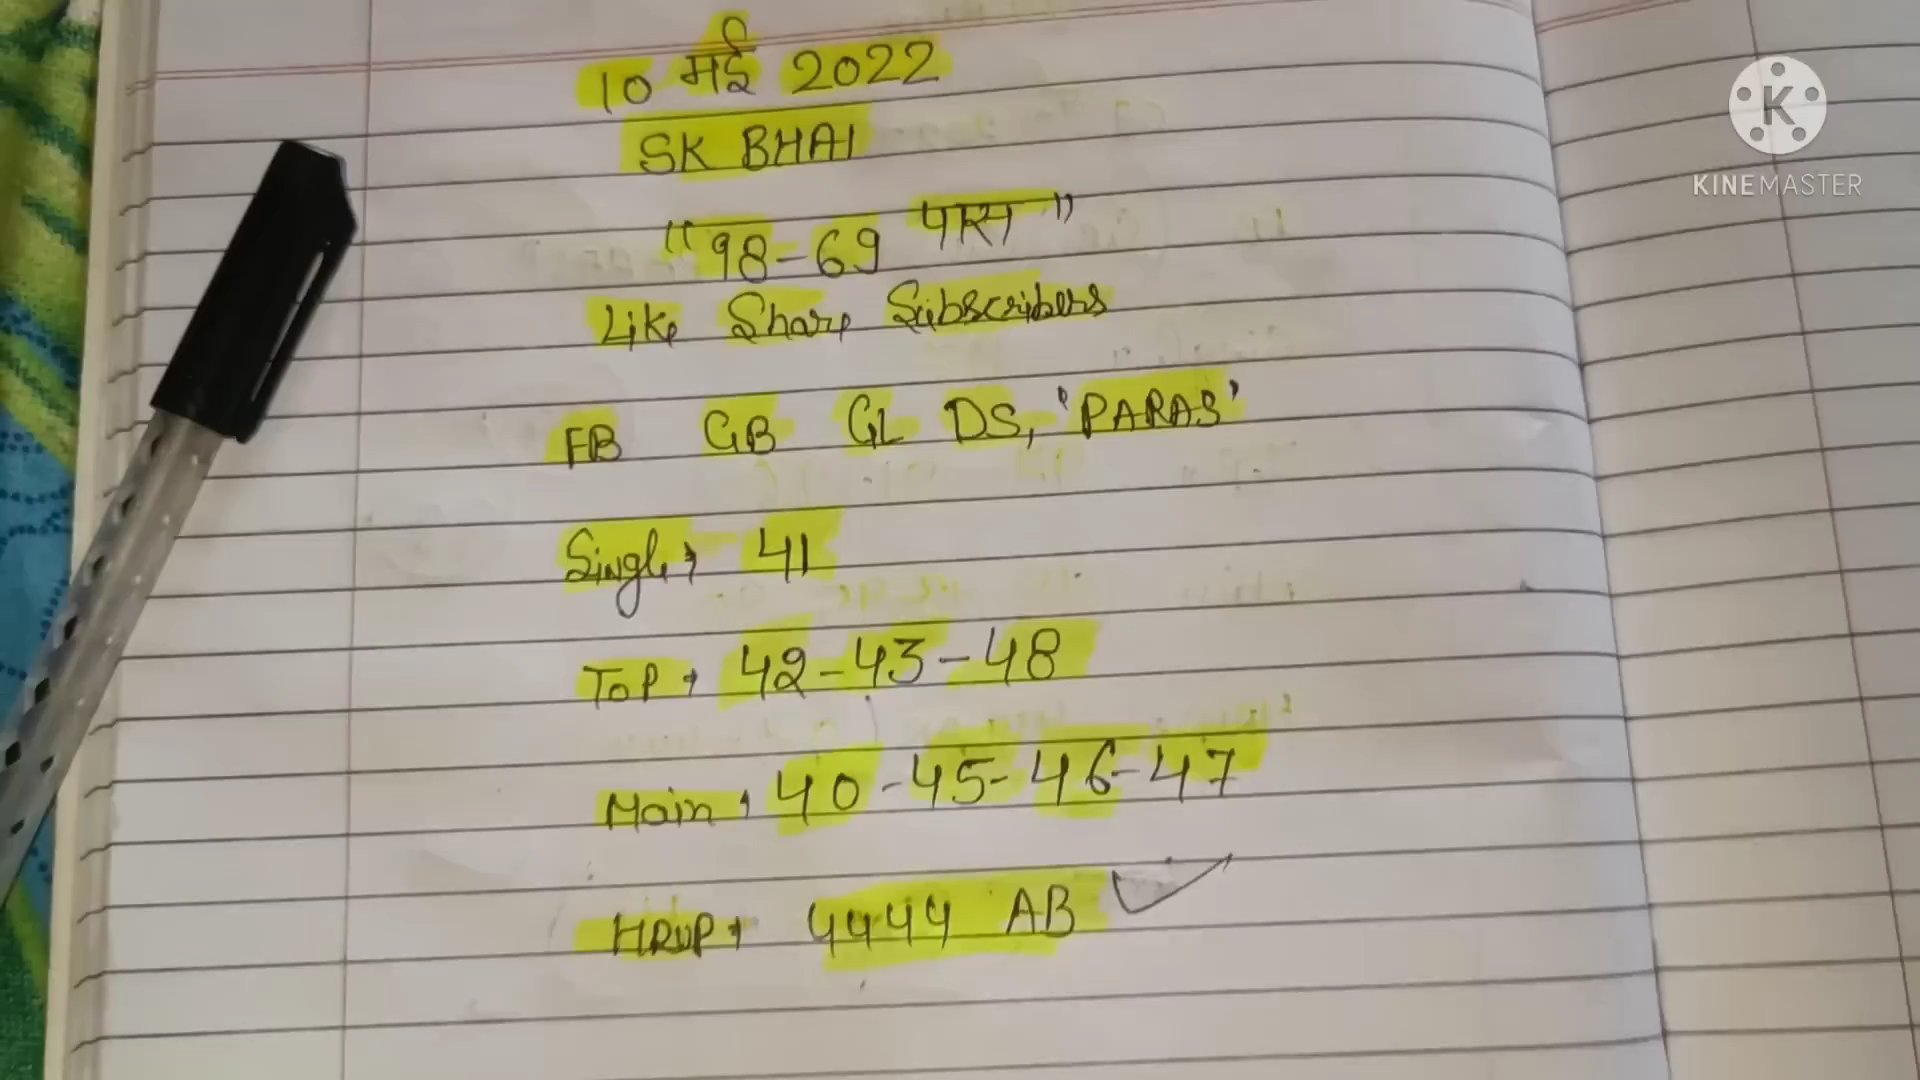 10 मई 2022
SK BHAI
"98-69 पास"
Like Share Subscribers
FB GB GL DS, 'PARAS'
Single → 41
TOP → 42-43-48
Main → 40-45-46-47
HRUP → 4444 AB
K
KINEMASTER